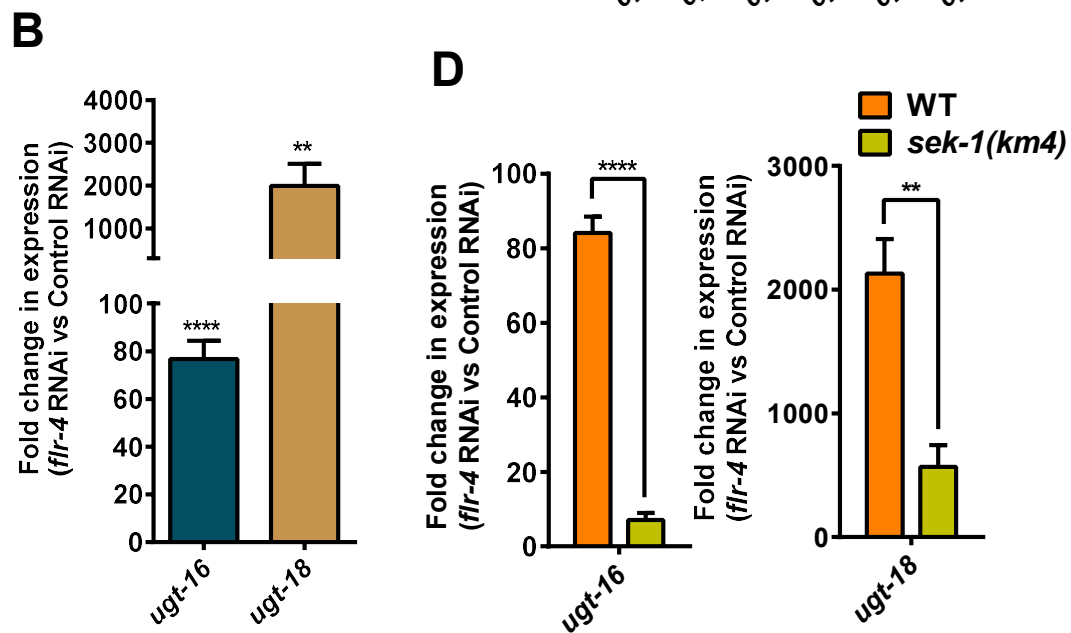 B
4000
3000
2000
1000
100
80
60
40
20
0
**
****
Fold change in expression
(flr-4 RNAi vs Control RNAi)
ugt-16
ugt-18
D
WT
sek-1(km4)
100
80
60
40
20
0
****
Fold change in expression
(flr-4 RNAi vs Control RNAi)
ugt-16
3000
2000
1000
0
**
Fold change in expression
(flr-4 RNAi vs Control RNAi)
ugt-18